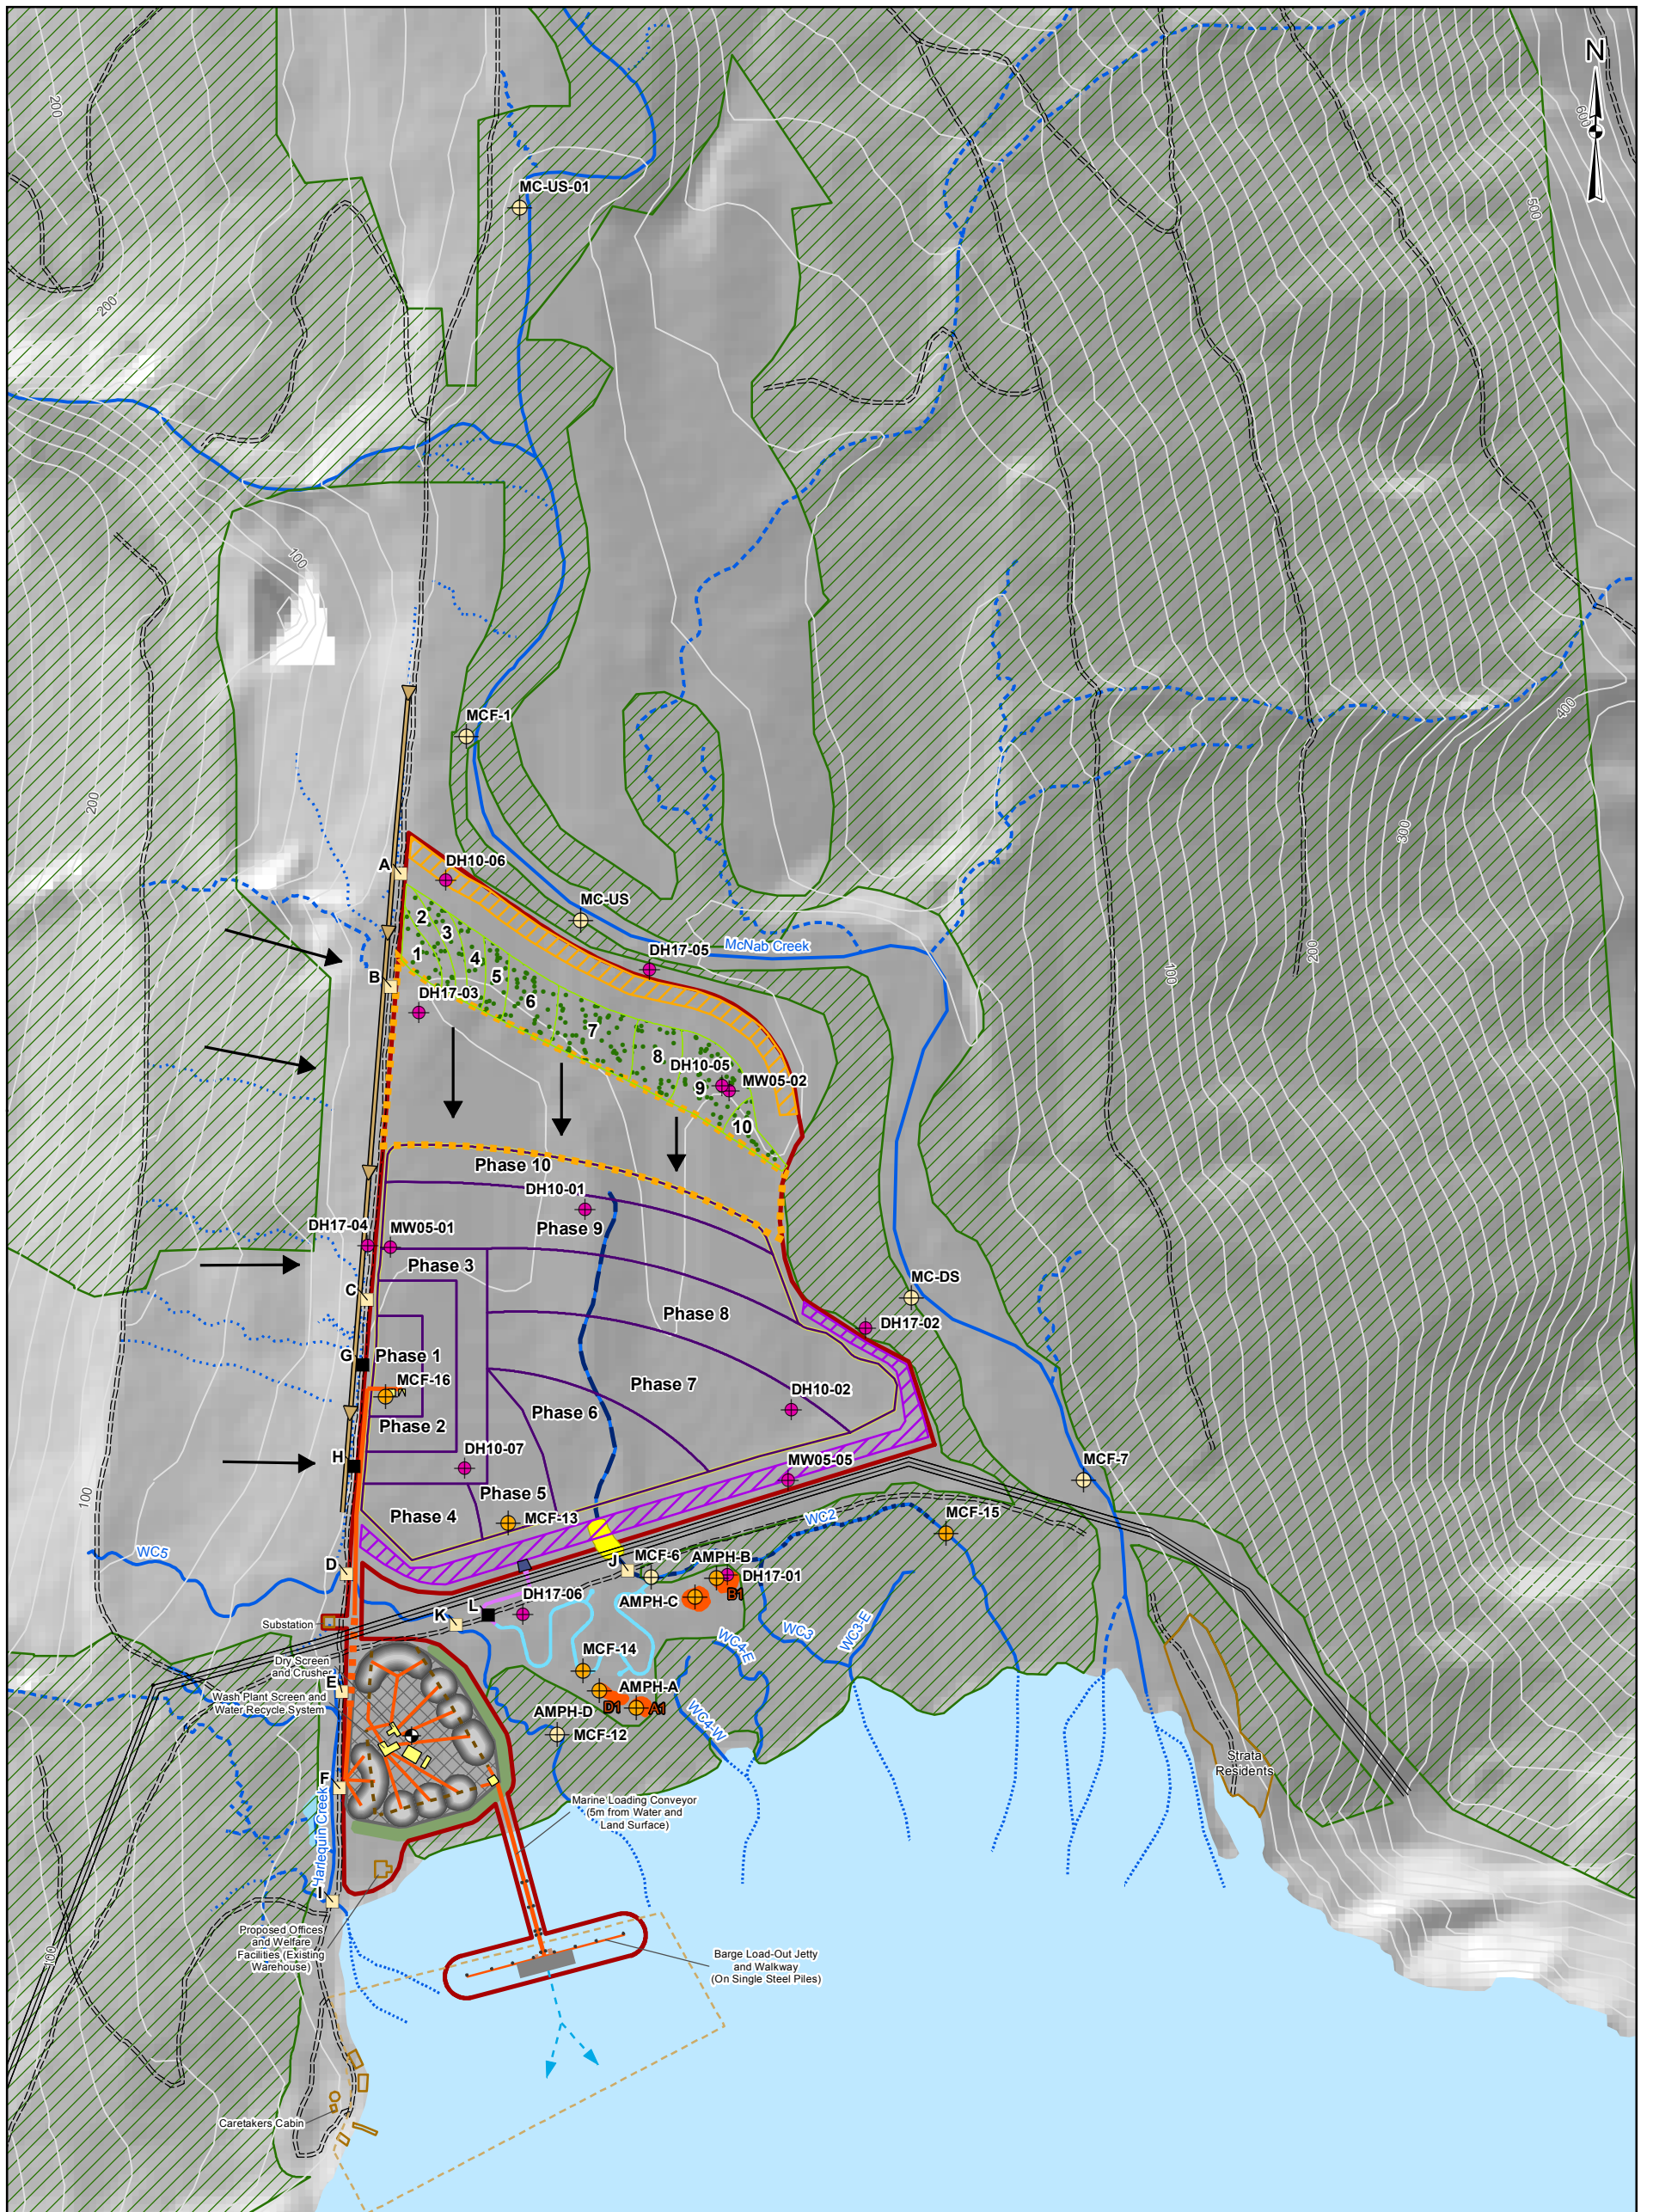 N
200
600
MC-US-01
500
200
100
MCF-1
400
200
300
A
DH10-06
2
MC-US
3
McNab Creek
1
4
DH17-05
200
5
100
B
DH17-03
6
7
8
DH10-05
9
MW05-02
10
Phase 10
DH10-01
DH17-04
MW05-01
Phase 9
Phase 3
MC-DS
C
Phase 8
DH17-02
G
Phase 1
MCF-16
Phase 7
DH10-02
Phase 6
Phase 2
DH10-07
H
MW05-05
MCF-7
100
Phase 5
Phase 4
MCF-13
WC2
MCF-15
WC5
J
MCF-6
AMPH-B
D
DH17-01
B1
AMPH-C
DH17-06
L
K
Substation
WC3
WC3-E
WC4-E
MCF-14
Dry Screen
and Crusher
E
AMPH-A
Wash Plant Screen and
Water Recycle System
D1
A1
AMPH-D
WC4-W
MCF-12
Strata
Residents
F
Marine Loading Conveyor
(5m from Water and
Land Surface)
Harlequin Creek
I
Proposed Offices
and Welfare
Facilities (Existing
Warehouse)
100
Barge Load-Out Jetty
and Walkway
(On Single Steel Piles)
Caretakers Cabin